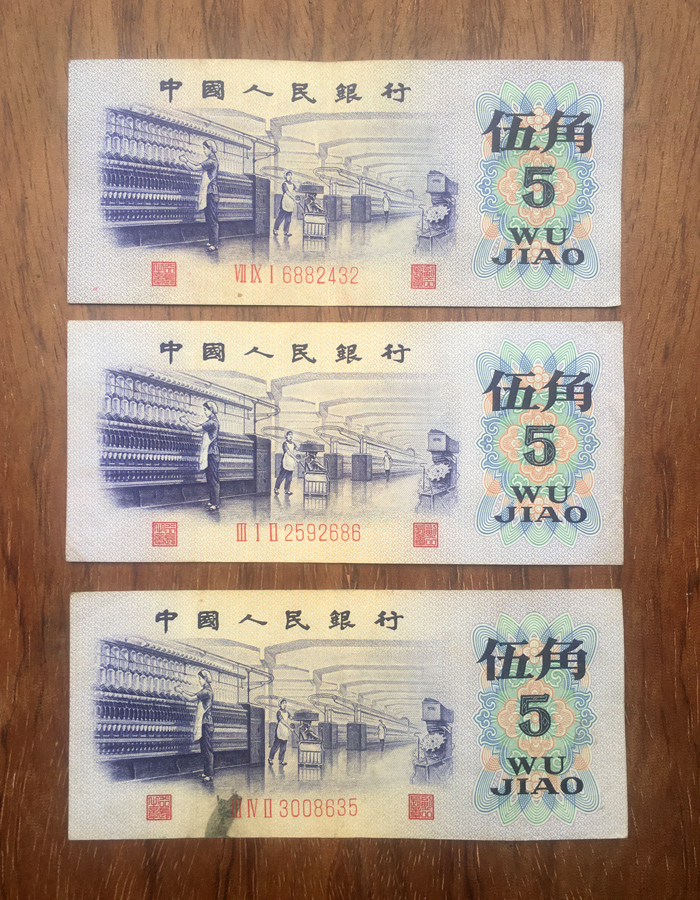 中國人民銀行
伍角
5
WU
JIAO
Ⅶ Ⅸ Ⅰ 6882432
中國人民銀行
伍角
5
WU
JIAO
Ⅲ Ⅰ Ⅱ 2592686
中國人民銀行
伍角
5
WU
JIAO
Ⅳ Ⅱ 3008635